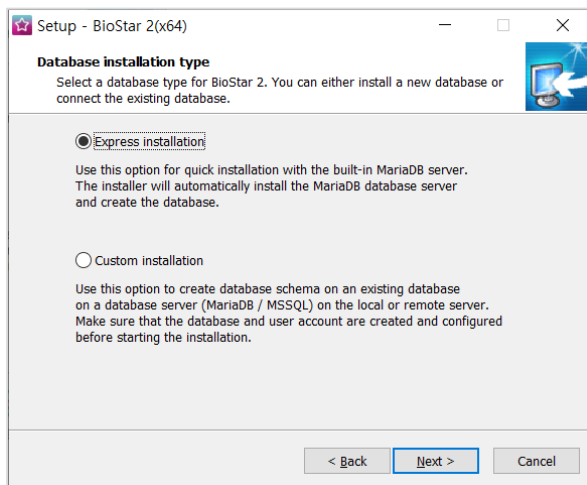 Setup - BioStar 2(x64)
Database installation type
Select a database type for BioStar 2. You can either install a new database or
connect the existing database.
Express installation
Use this option for quick installation with the built-in MariaDB server.
The installer will automatically install the MariaDB database server
and create the database.
Custom installation
Use this option to create database schema on an existing database
on a database server (MariaDB / MSSQL) on the local or remote server.
Make sure that the database and user account are created and configured
before starting the installation.
< Back
Next >
Cancel